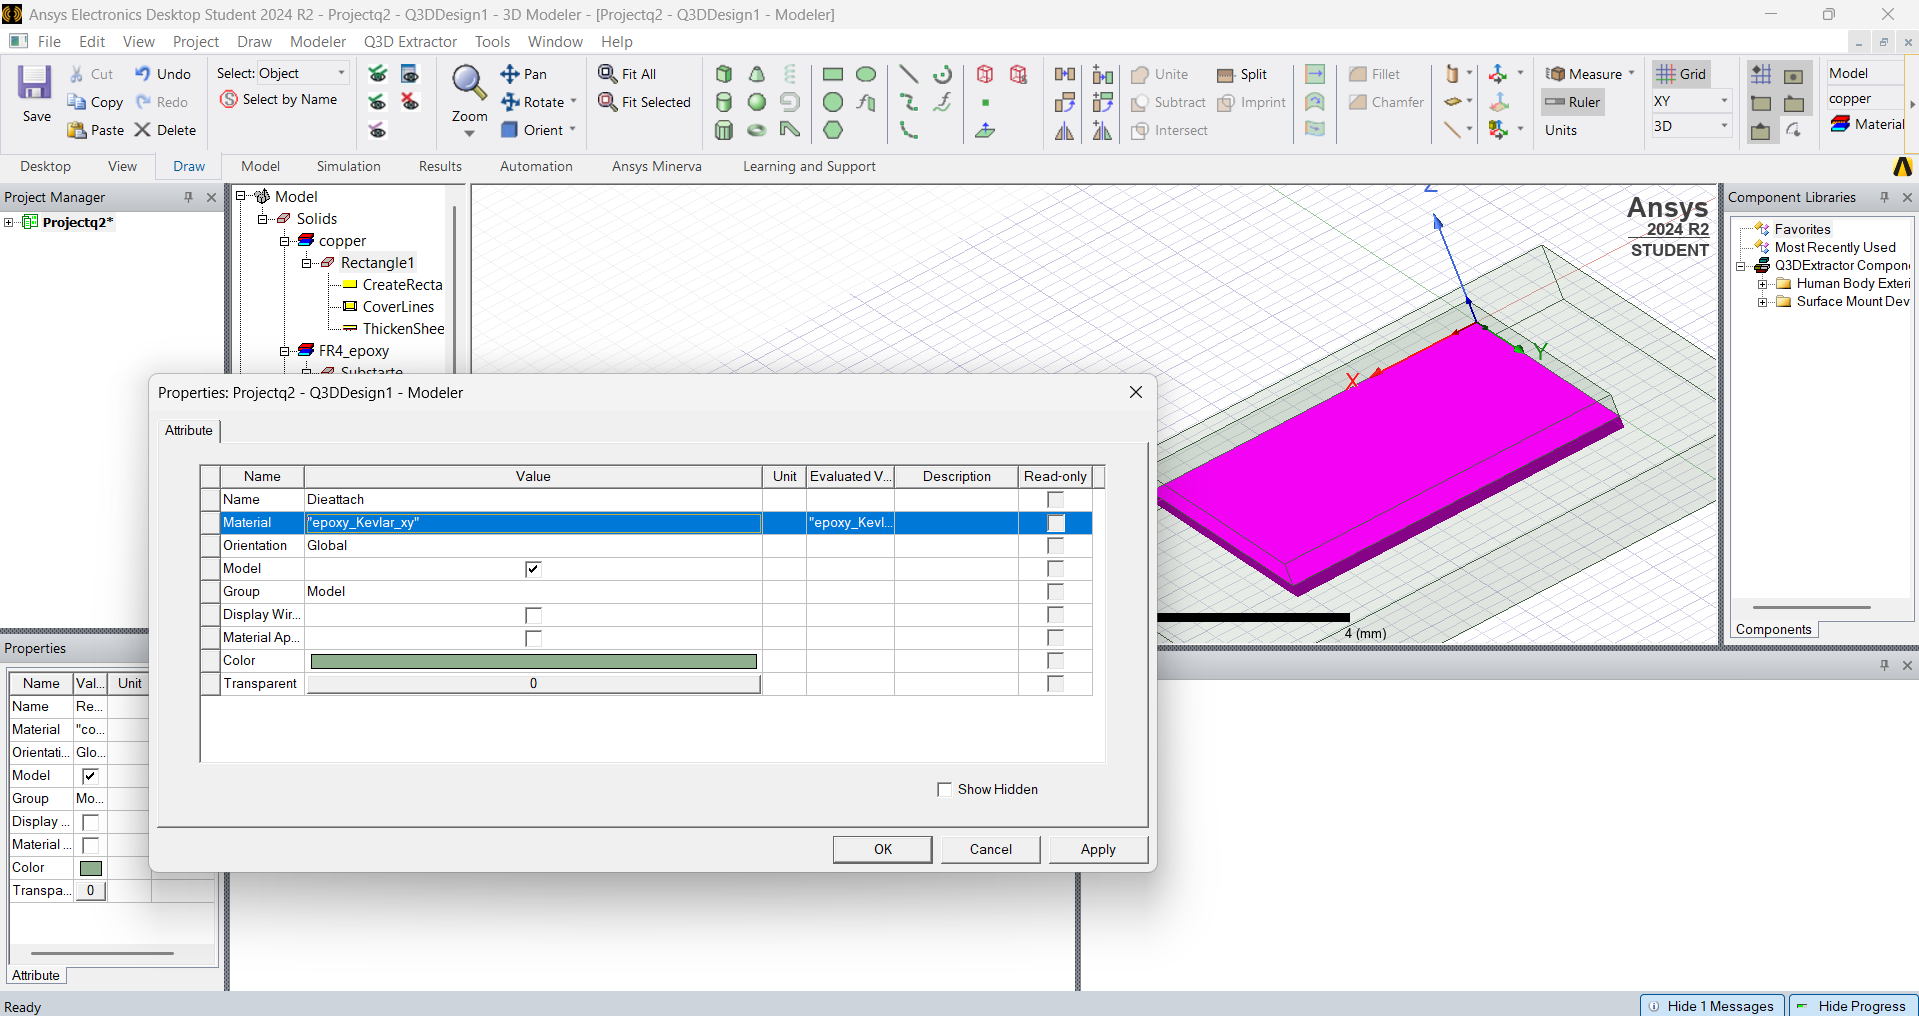 Ansys Electronics Desktop Student 2024 R2 - Projectq2 - Q3DDesign1 - 3D Modeler - [Projectq2 - Q3DDesign1 - Modeler]
File Edit View Project Draw Modeler Q3D Extractor Tools Window Help
Save
Cut Undo
Copy Redo
Paste Delete
Select: Object
Select by Name
Zoom
Pan
Rotate
Orient
Fit All
Fit Selected
Unite Split
Subtract Imprint
Intersect
Fillet
Chamfer
Measure
Ruler
Units
Grid
XY
3D
Model
copper
Material
Desktop View Draw Model Simulation Results Automation Ansys Minerva Learning and Support
Project Manager
Projectq2*
Model
Solids
copper
Rectangle1
CreateRecta
CoverLines
ThickenShee
FR4_epoxy
Substarte
Z
X
Y
Ansys
2024 R2
STUDENT
4 (mm)
Component Libraries
Favorites
Most Recently Used
Q3DExtractor Compon
Human Body Exteri
Surface Mount Dev
Components
Properties: Projectq2 - Q3DDesign1 - Modeler
Attribute
Name Value Unit Evaluated V... Description Read-only
Name Dieattach
Material "epoxy_Kevlar_xy" "epoxy_Kevl...
Orientation Global
Model
Group Model
Display Wir...
Material Ap...
Color
Transparent 0
Show Hidden
OK Cancel Apply
Properties
Name Val... Unit
Name Re...
Material "co...
Orientati... Glo...
Model
Group Mo...
Display ...
Material ...
Color
Transpa... 0
Attribute
Ready
Hide 1 Messages Hide Progress